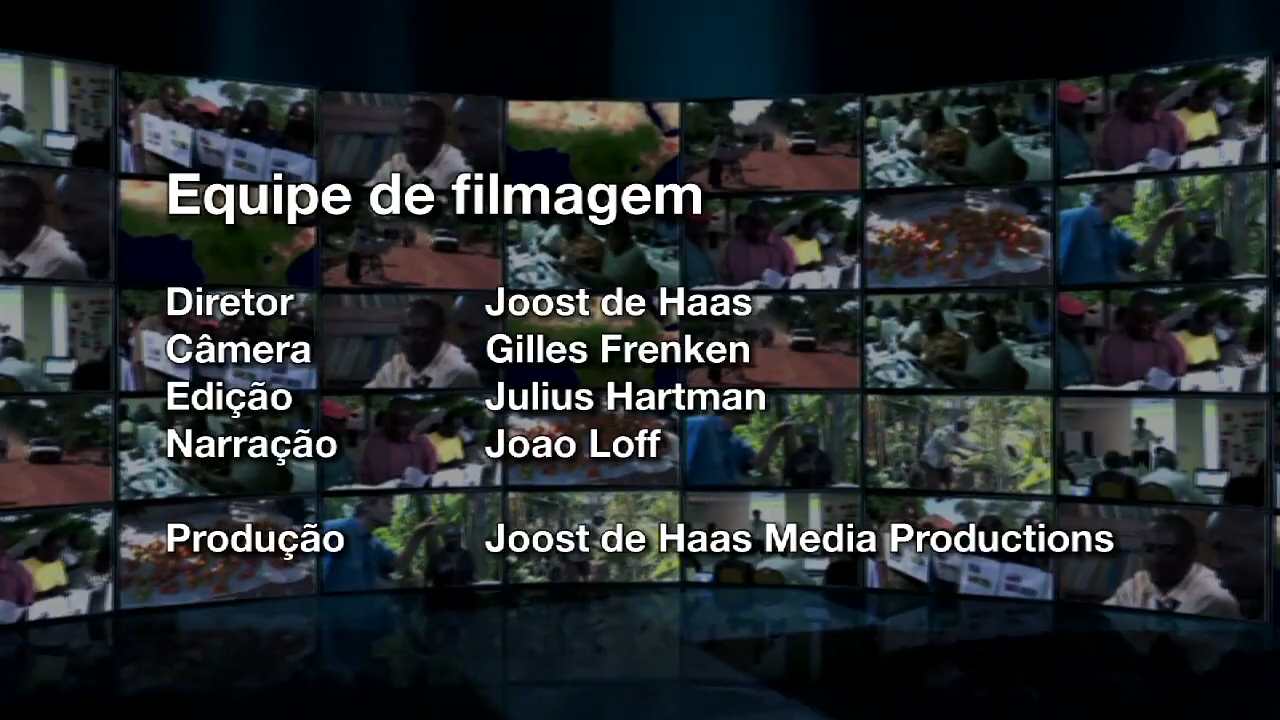 Equipe de filmagem
Diretor Joost de Haas
Câmera Gilles Frenken
Edição Julius Hartman
Narração Joao Loff
Produção Joost de Haas Media Productions